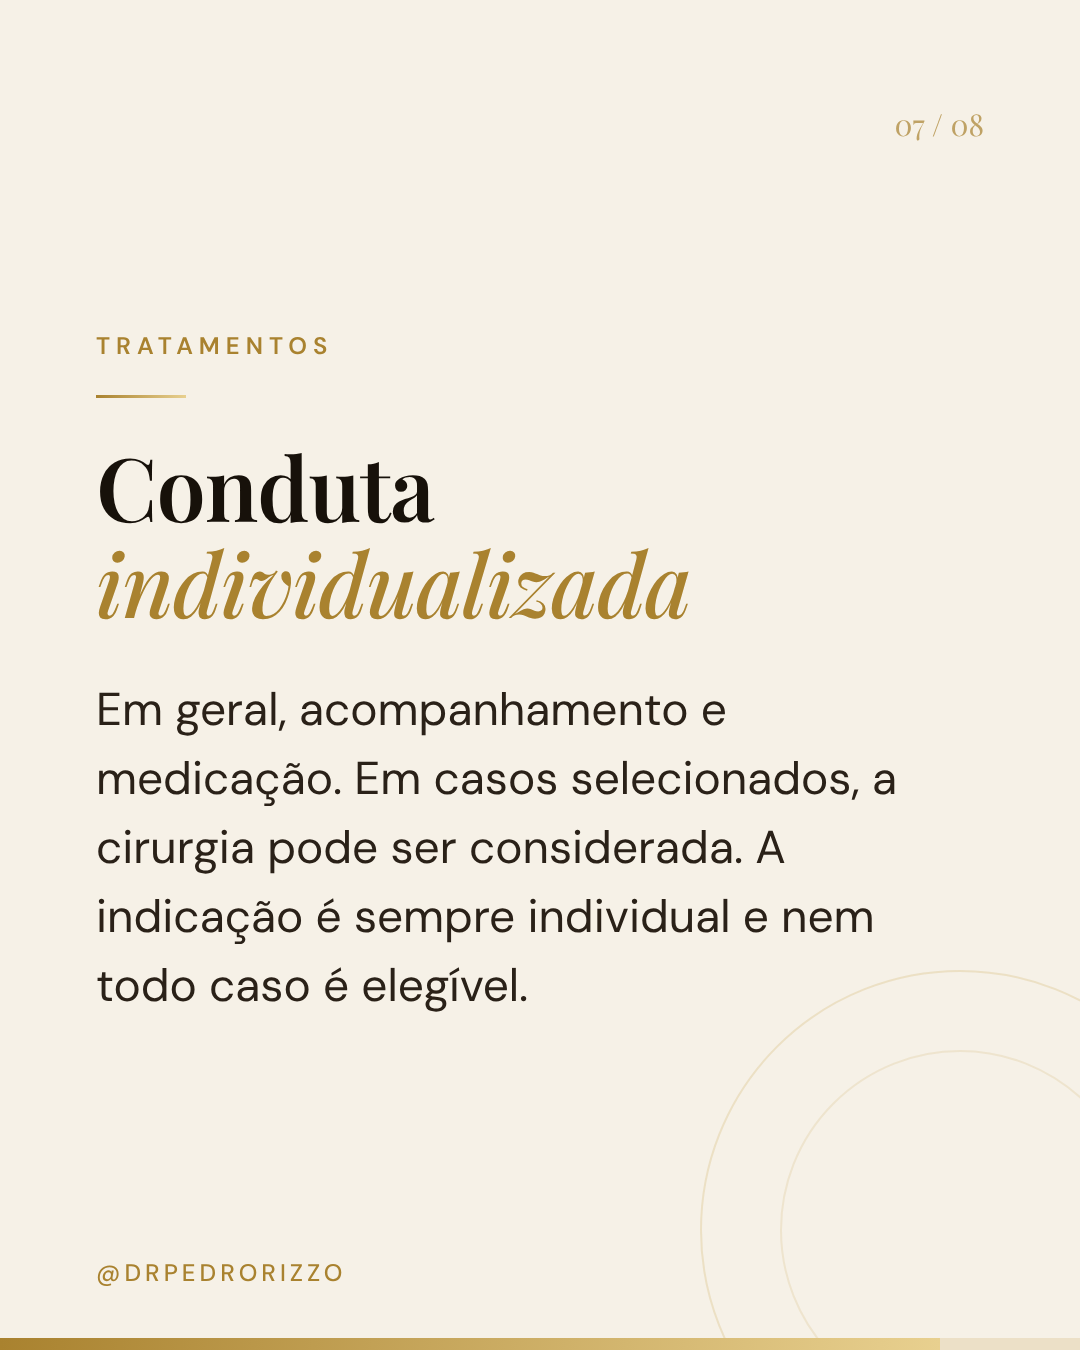 07 / 08
TRATAMENTOS
Conduta
individualizada
Em geral, acompanhamento e
medicação. Em casos selecionados, a
cirurgia pode ser considerada. A
indicação é sempre individual e nem
todo caso é elegível.
@DRPEDRORIZZO